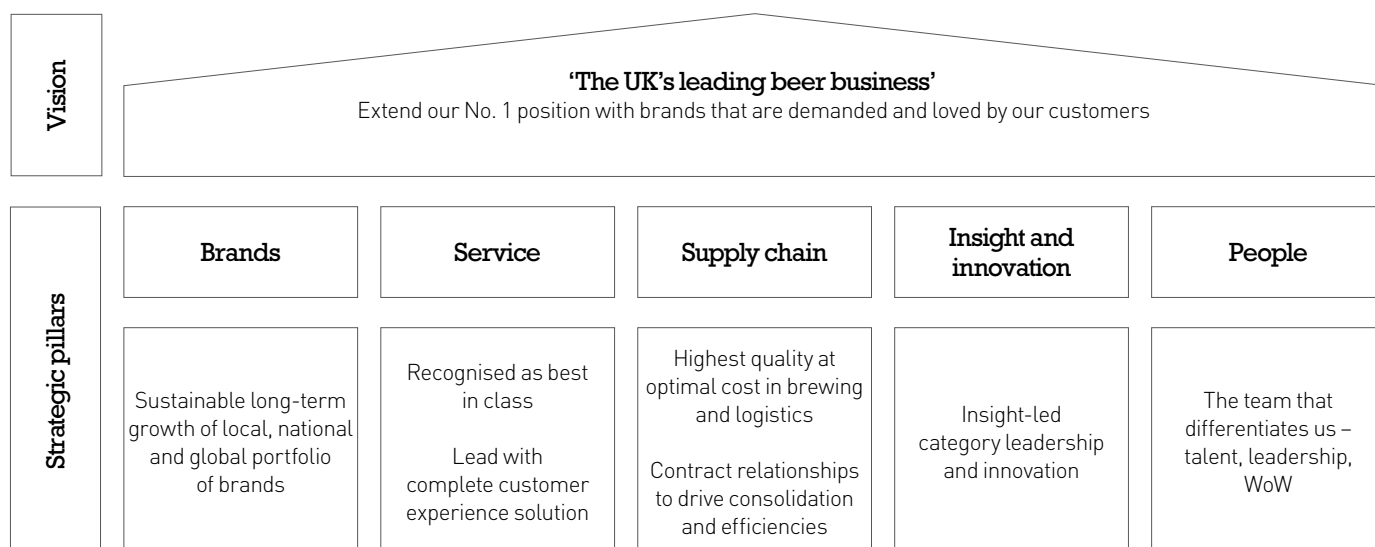 Vision
‘The UK’s leading beer business’
Extend our No. 1 position with brands that are demanded and loved by our customers
Strategic pillars
Brands
Sustainable long-term
growth of local, national
and global portfolio
of brands
Service
Recognised as best
in class
Lead with
complete customer
experience solution
Supply chain
Highest quality at
optimal cost in brewing
and logistics
Contract relationships
to drive consolidation
and efficiencies
Insight and
innovation
Insight-led
category leadership
and innovation
People
The team that
differentiates us –
talent, leadership,
WoW